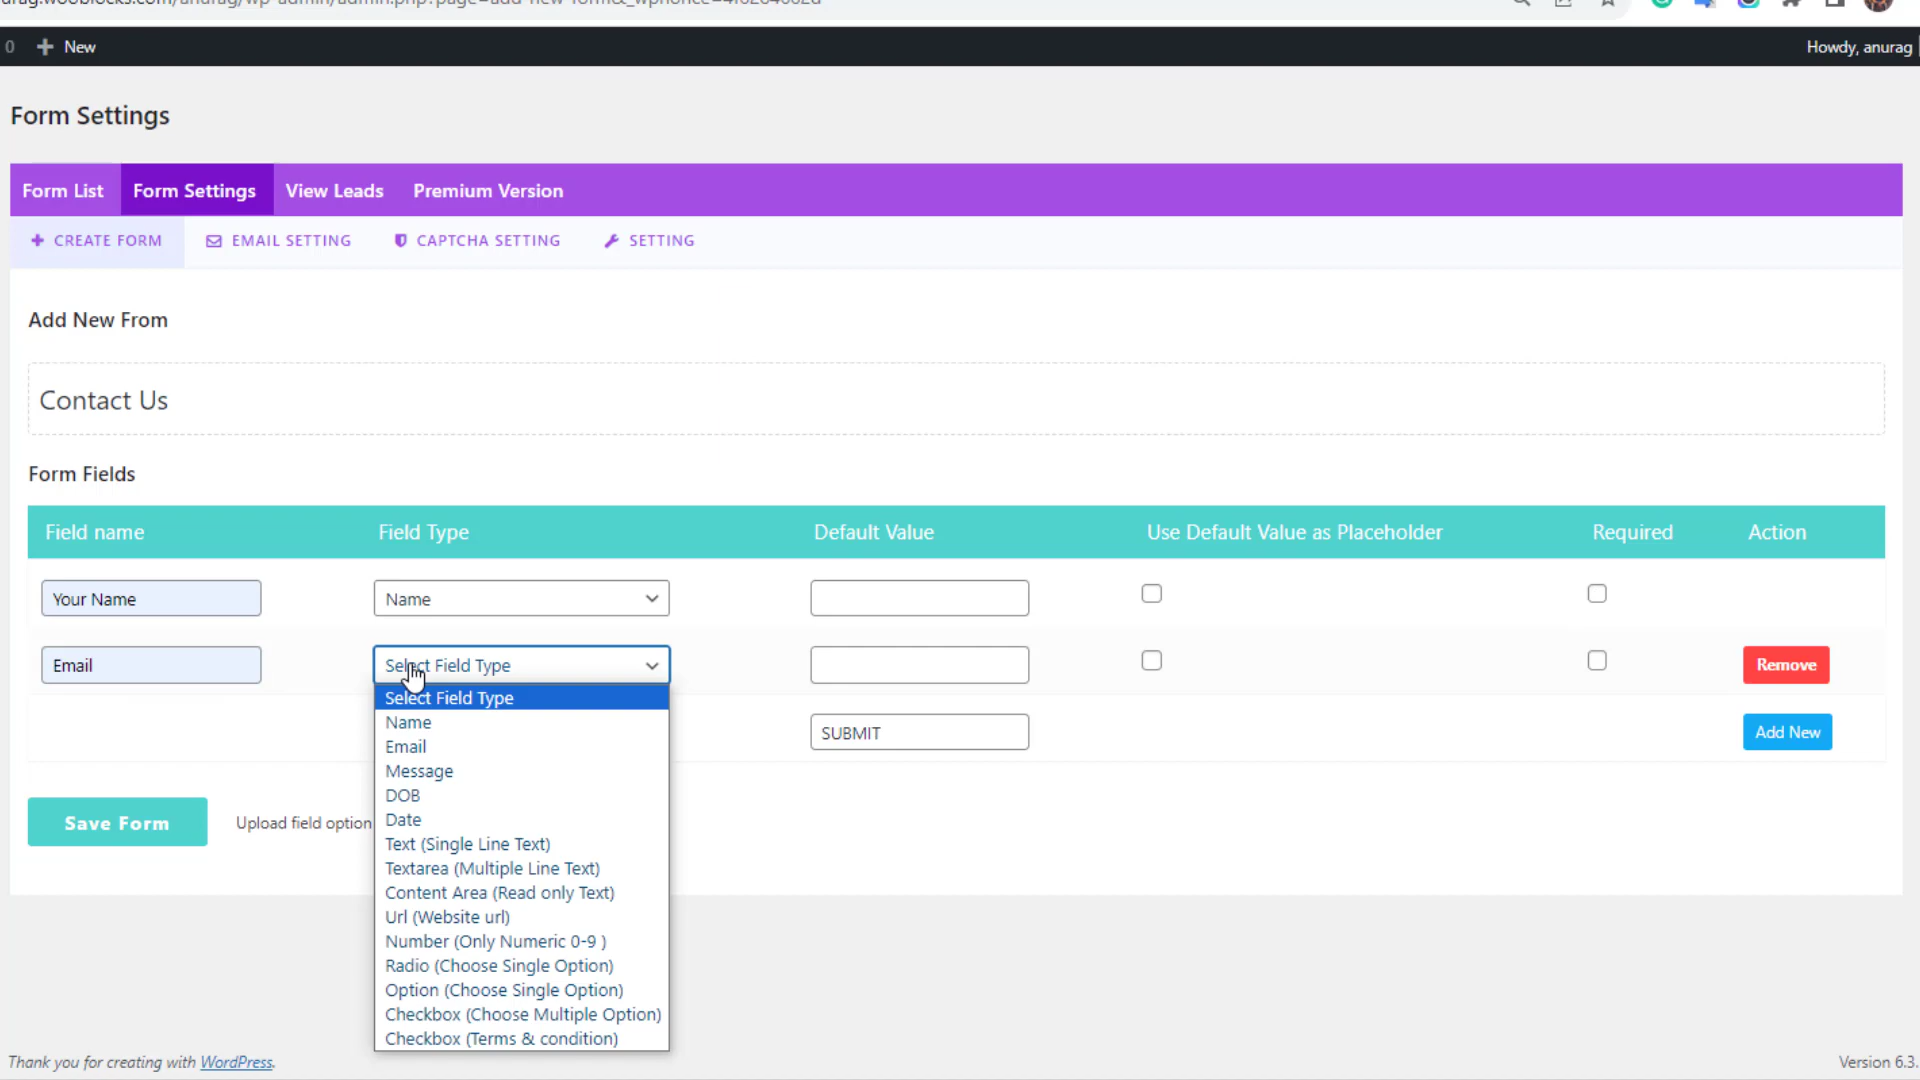 0 New Howdy, anurag
Form Settings
Form List Form Settings View Leads Premium Version
CREATE FORM EMAIL SETTING CAPTCHA SETTING SETTING
Add New From
Contact Us
Form Fields
Field name Field Type Default Value Use Default Value as Placeholder Required Action
Your Name Name
Email Select Field Type Remove
Select Field Type
Name
SUBMIT Add New
Email
Message
DOB
Save Form Upload field option
Date
Text (Single Line Text)
Textarea (Multiple Line Text)
Content Area (Read only Text)
Url (Website url)
Number (Only Numeric 0-9 )
Radio (Choose Single Option)
Option (Choose Single Option)
Checkbox (Choose Multiple Option)
Checkbox (Terms & condition)
Thank you for creating with WordPress. Version 6.3.